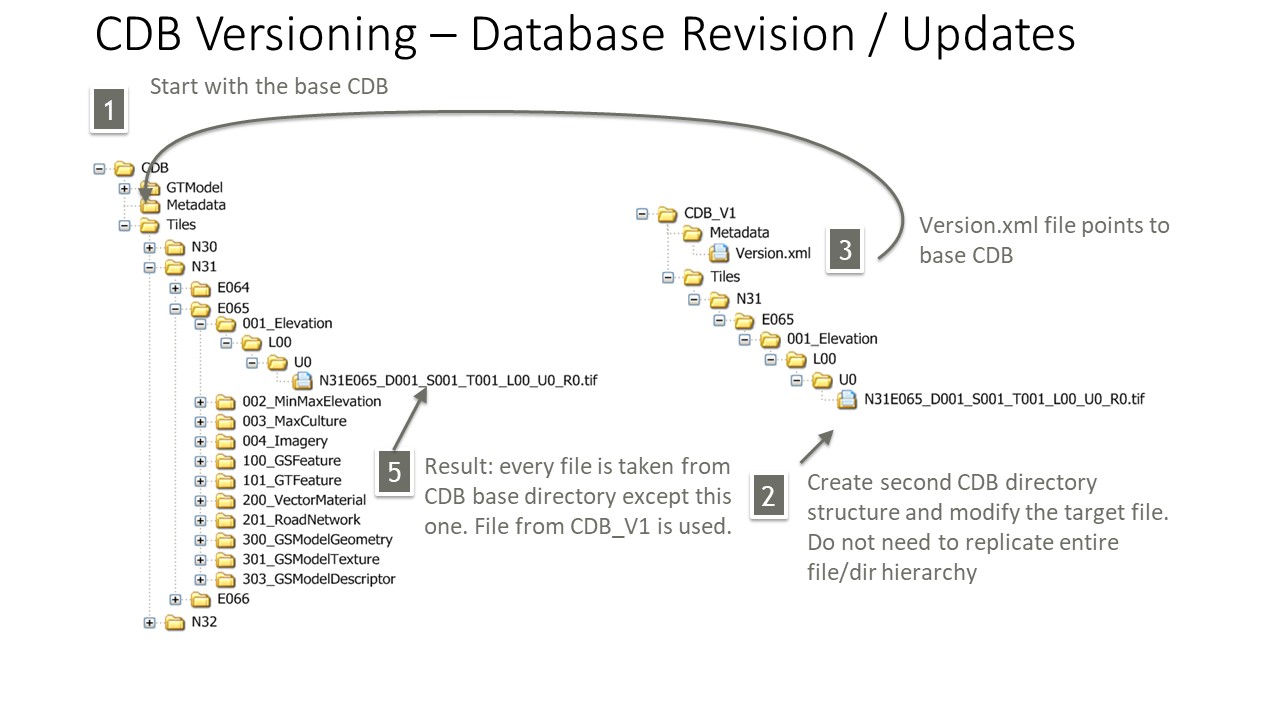 CDB Versioning – Database Revision / Updates
1
Start with the base CDB
CDB
GTModel
Metadata
Tiles
N30
N31
E064
E065
001_Elevation
L00
U0
N31E065_D001_S001_T001_L00_U0_R0.tif
002_MinMaxElevation
003_MaxCulture
004_Imagery
100_GSFeature
101_GTFeature
200_VectorMaterial
201_RoadNetwork
300_GSModelGeometry
301_GSModelTexture
303_GSModelDescriptor
E066
N32
5
Result: every file is taken from
CDB base directory except this
one. File from CDB_V1 is used.
CDB_V1
Metadata
Version.xml
Tiles
N31
E065
001_Elevation
L00
U0
N31E065_D001_S001_T001_L00_U0_R0.tif
3
Version.xml file points to
base CDB
2
Create second CDB directory
structure and modify the target file.
Do not need to replicate entire
file/dir hierarchy